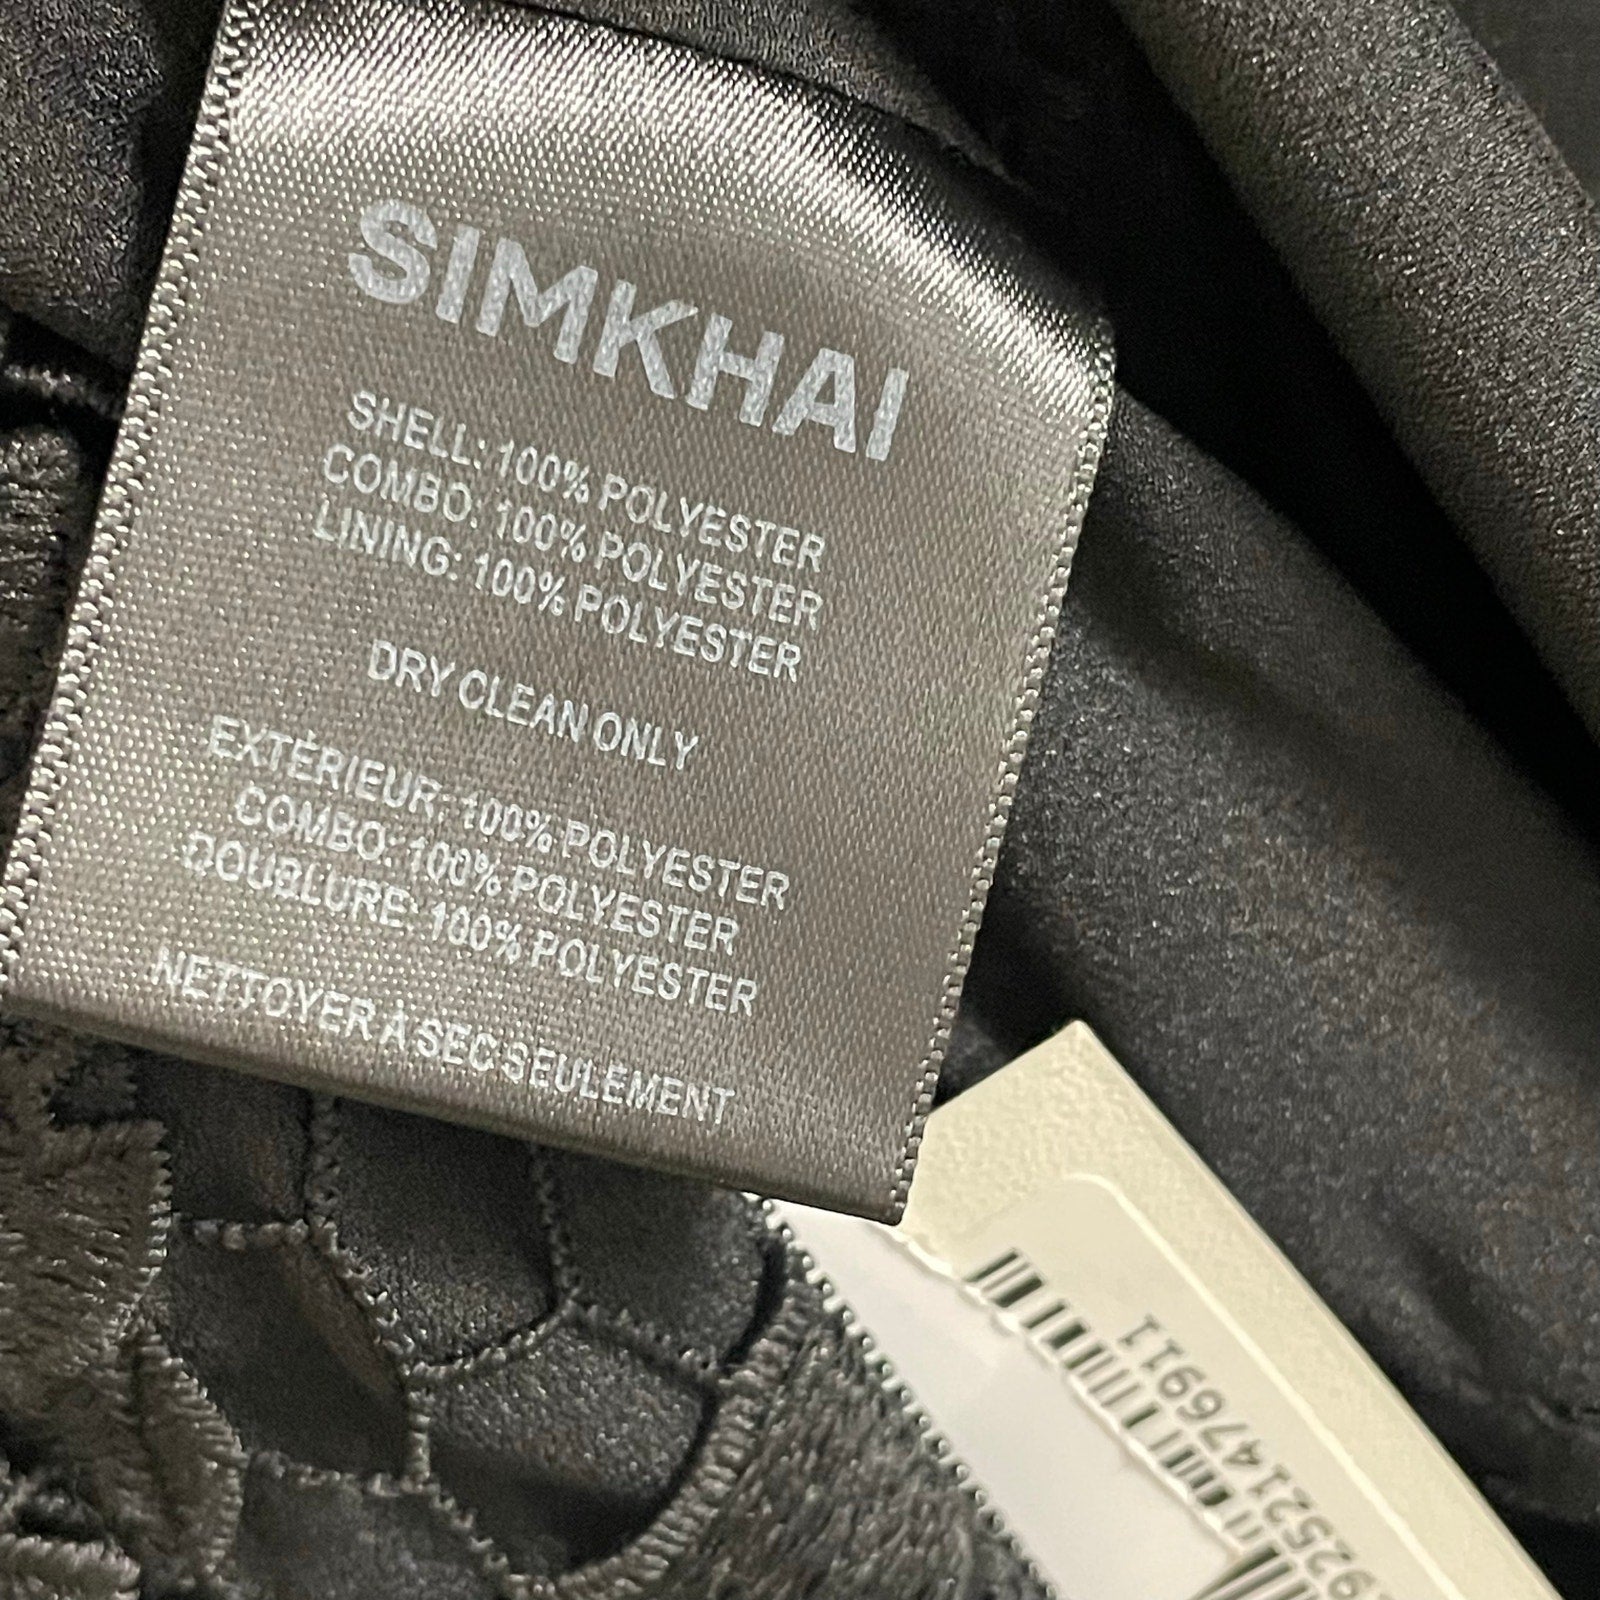 SIMKHAI
SHELL: 100% POLYESTER
COMBO: 100% POLYESTER
LINING: 100% POLYESTER
DRY CLEAN ONLY
EXTÉRIEUR: 100% POLYESTER
COMBO: 100% POLYESTER
DOUBLURE: 100% POLYESTER
NETTOYER À SEC SEULEMENT